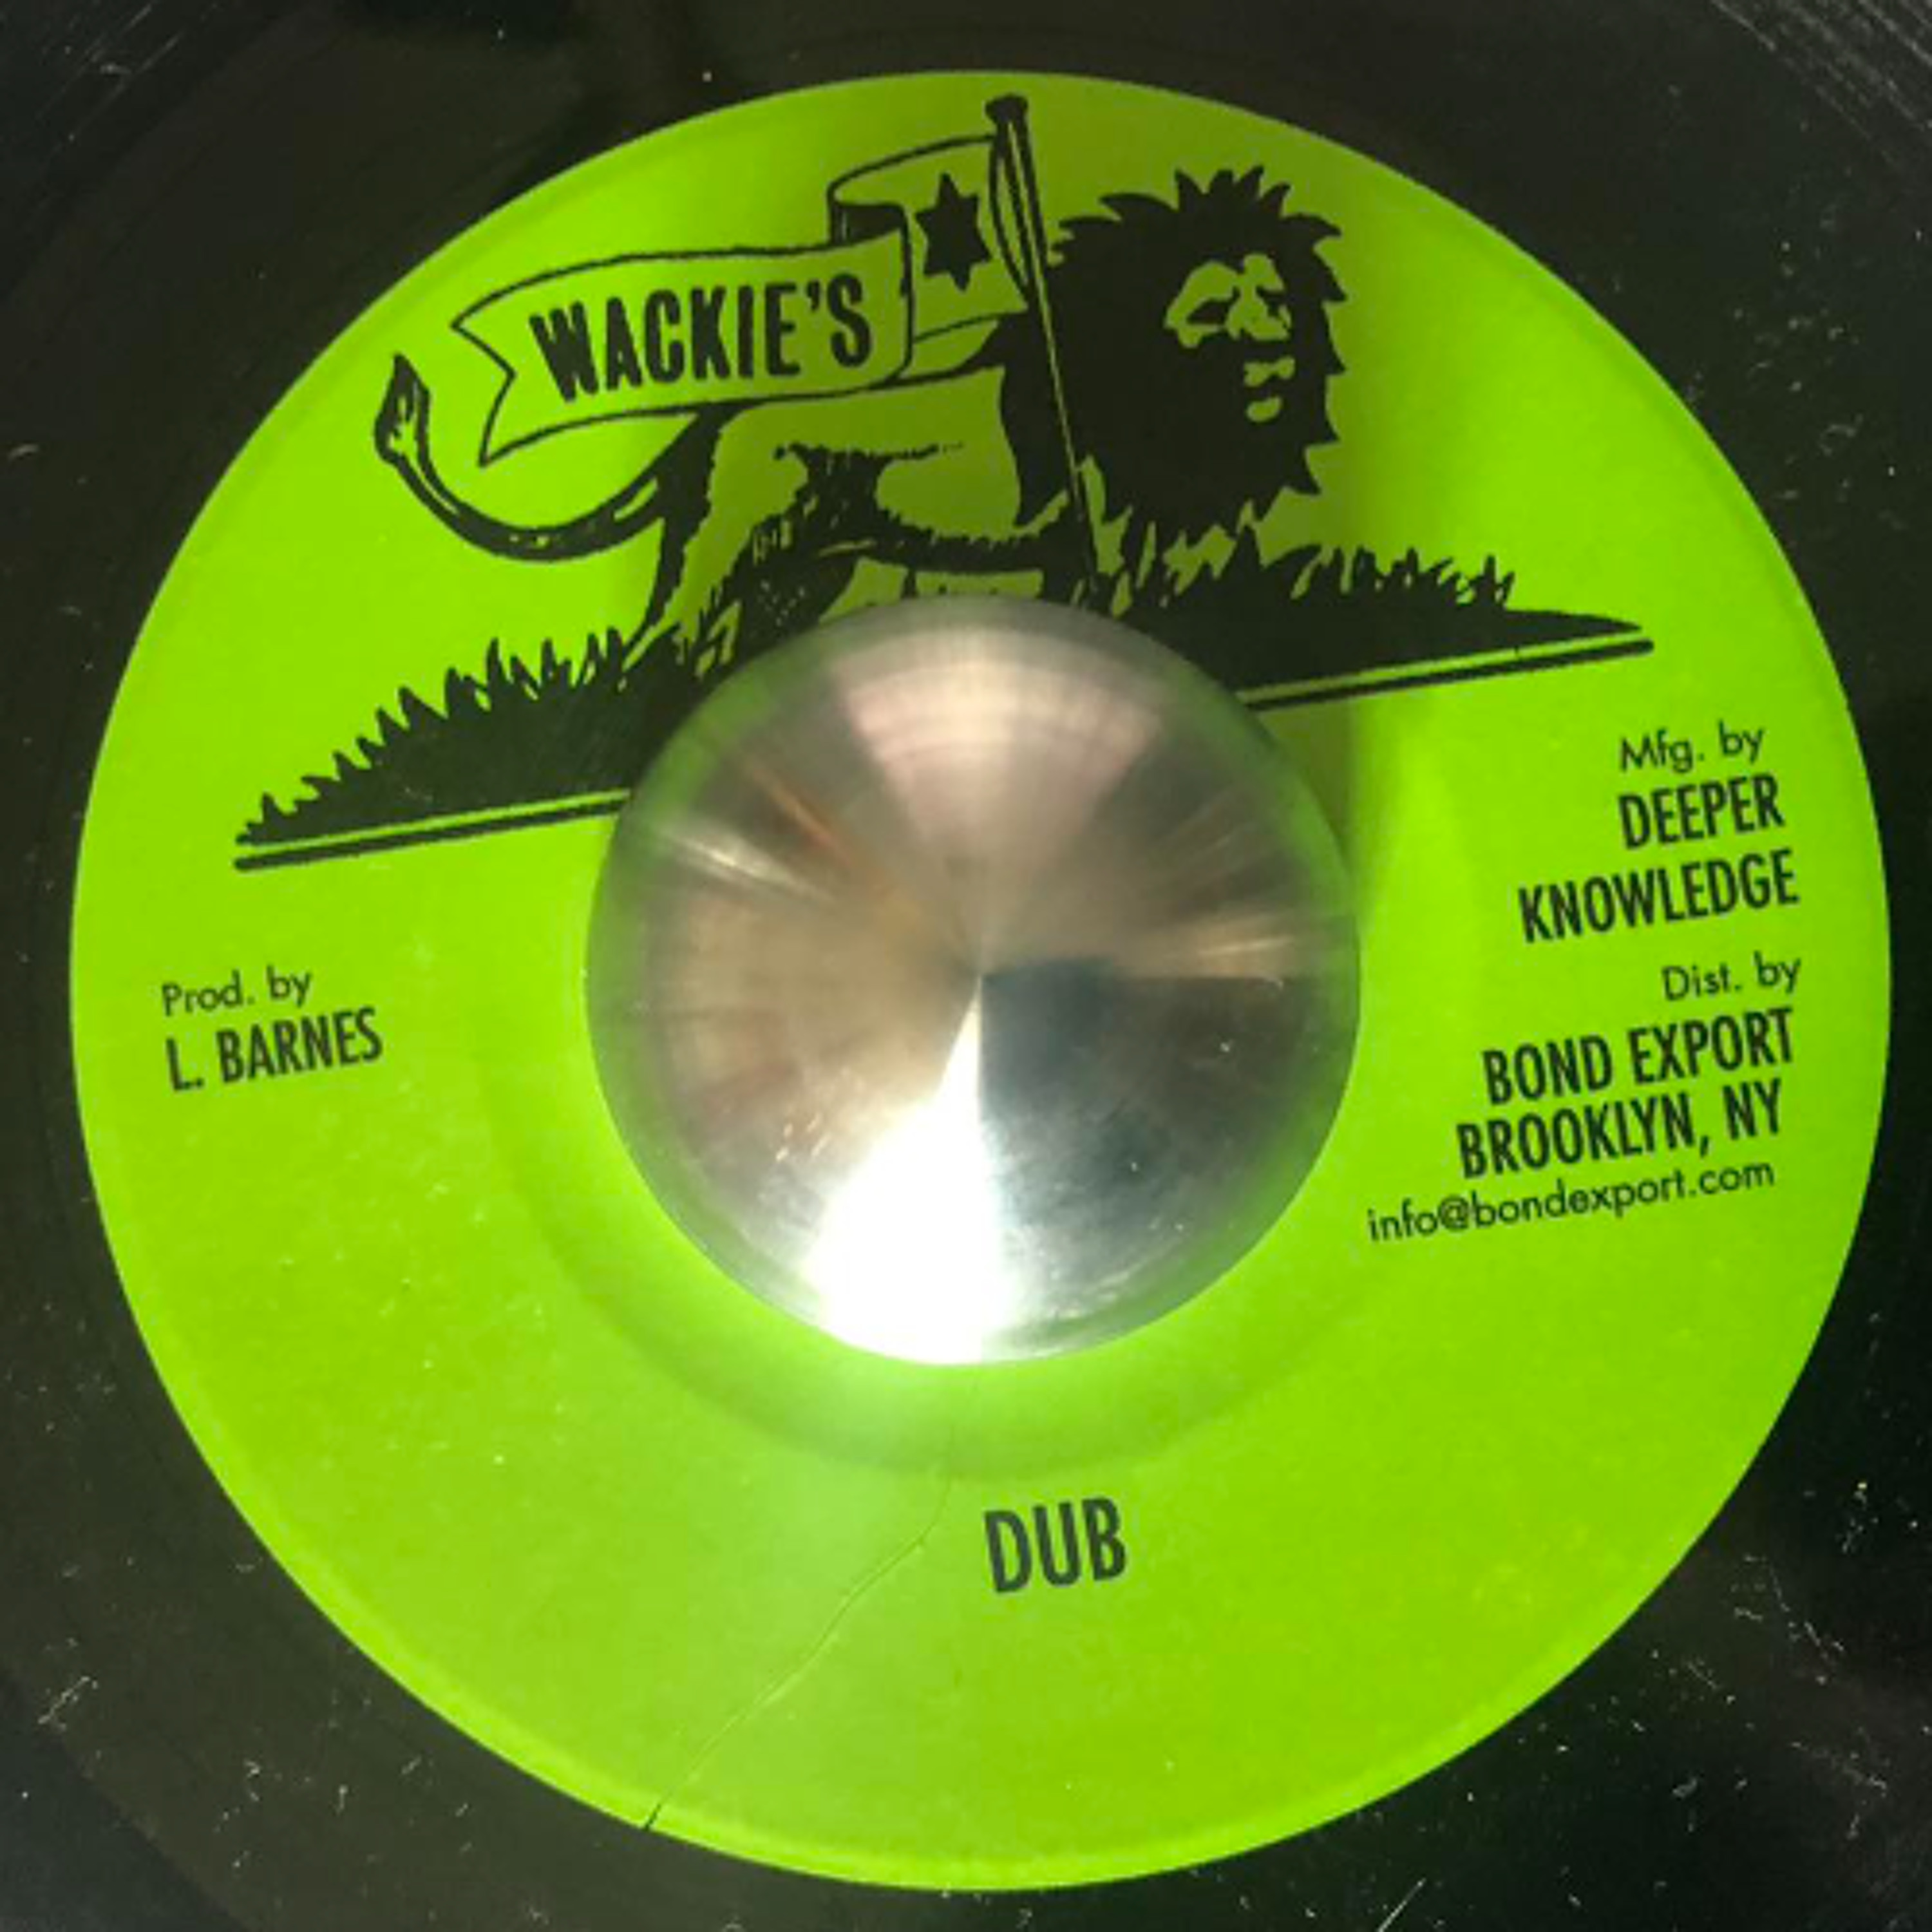 WACKIE'S
Mfg. by
DEEPER
KNOWLEDGE
Prod. by
L. BARNES
Dist. by
BOND EXPORT
BROOKLYN, NY
info@bondexport.com
DUB